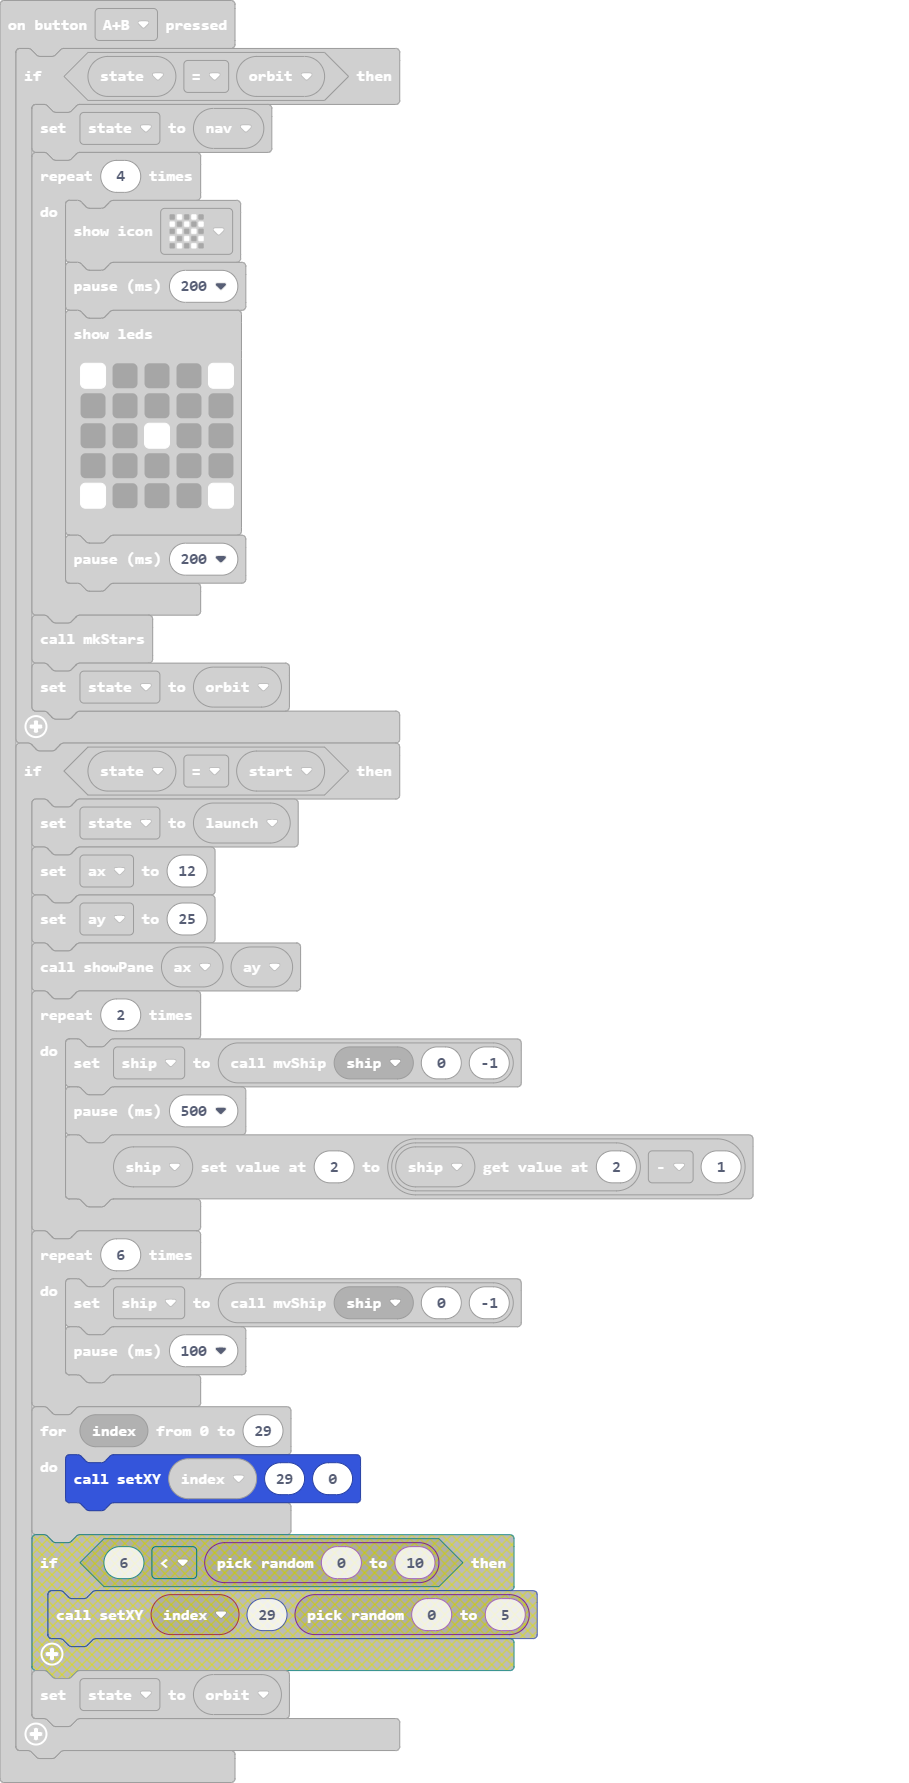 on button A+B pressed
if state = orbit then
set state to nav
repeat 4 times
do
show icon
pause (ms) 200
show leds
pause (ms) 200
call mkStars
set state to orbit
if state = start then
set state to launch
set ax to 12
set ay to 25
call showPane ax ay
repeat 2 times
do
set ship to call mvShip ship 0 -1
pause (ms) 500
ship set value at 2 to ship get value at 2 - 1
repeat 6 times
do
set ship to call mvShip ship 0 -1
pause (ms) 100
for index from 0 to 29
do
call setXY index 29 0
if 6 < pick random 0 to 10 then
call setXY index 29 pick random 0 to 5
set state to orbit